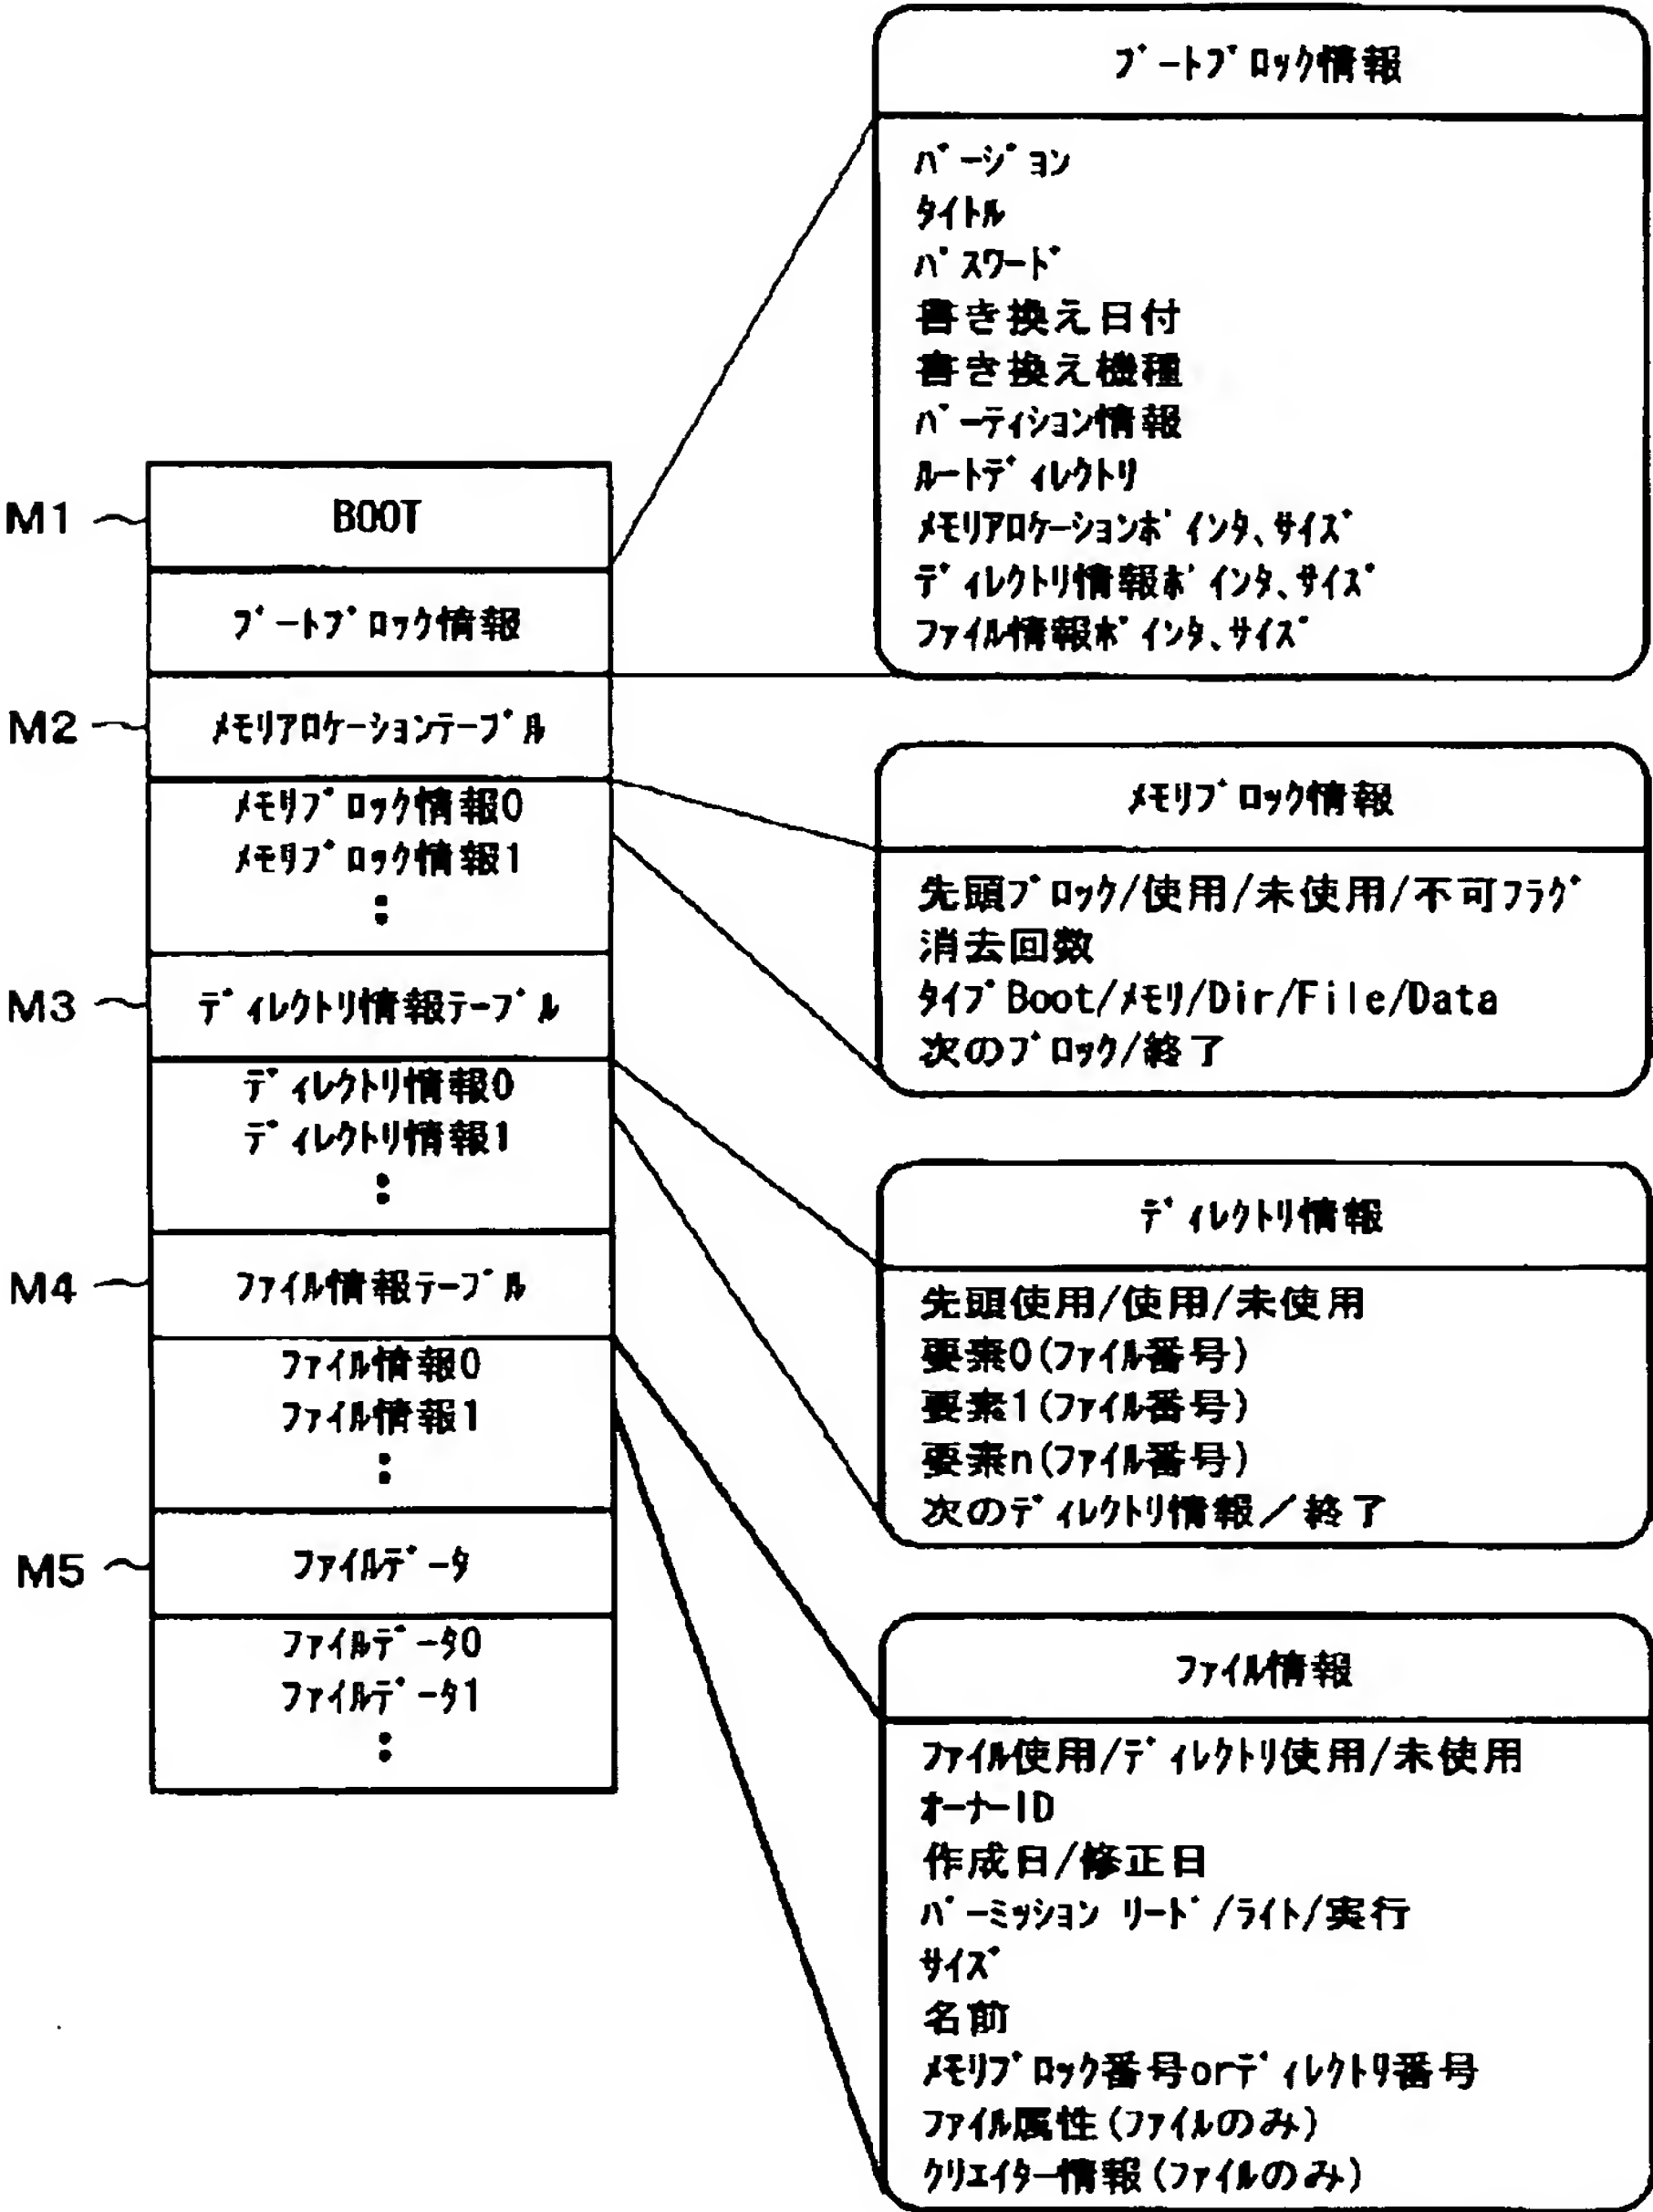 M1
BOOT
ブートブロック情報
M2
メモリアロケーションテーブル
メモリブロック情報0
メモリブロック情報1
:
M3
ディレクトリ情報テーブル
ディレクトリ情報0
ディレクトリ情報1
:
M4
ファイル情報テーブル
ファイル情報0
ファイル情報1
:
M5
ファイルデータ
ファイルデータ0
ファイルデータ1
:
ブートブロック情報
バージョン
タイトル
パスワード
書き換え日付
書き換え機種
パーティション情報
ルートディレクトリ
メモリアロケーションポインタ、サイズ
ディレクトリ情報ポインタ、サイズ
ファイル情報ポインタ、サイズ
メモリブロック情報
先頭ブロック/使用/未使用/不可フラグ
消去回数
タイプBoot/メモリ/Dir/File/Data
次のブロック/終了
ディレクトリ情報
先頭使用/使用/未使用
要素0(ファイル番号)
要素1(ファイル番号)
要素n(ファイル番号)
次のディレクトリ情報/終了
ファイル情報
ファイル使用/ディレクトリ使用/未使用
オーナーID
作成日/修正日
パーミッション リード/ライト/実行
サイズ
名前
メモリブロック番号orディレクトリ番号
ファイル属性(ファイルのみ)
クリエイター情報(ファイルのみ)